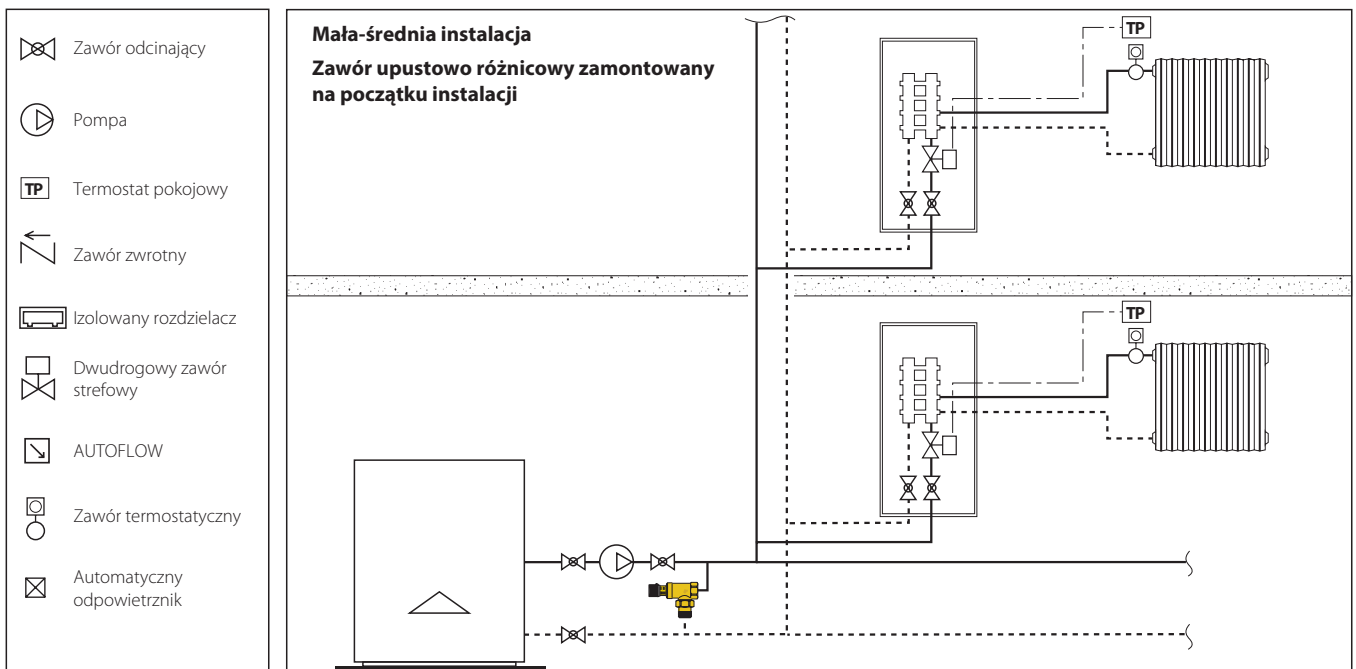 Zawór odcinający
Pompa
TP Termostat pokojowy
Zawór zwrotny
Izolowany rozdzielacz
Dwudrogowy zawór
strefowy
AUTOFLOW
Zawór termostatyczny
Automatyczny
odpowietrznik
Mała-średnia instalacja
Zawór upustowo różnicowy zamontowany
na początku instalacji
TP
TP